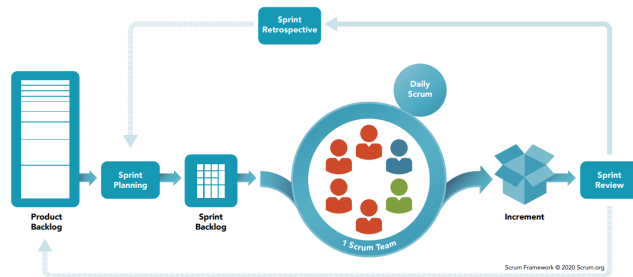 Sprint
Retrospective
Daily
Scrum
Sprint
Planning
Sprint
Review
Product
Backlog
Sprint
Backlog
1 Scrum Team
Increment
Scrum Framework © 2020 Scrum.org